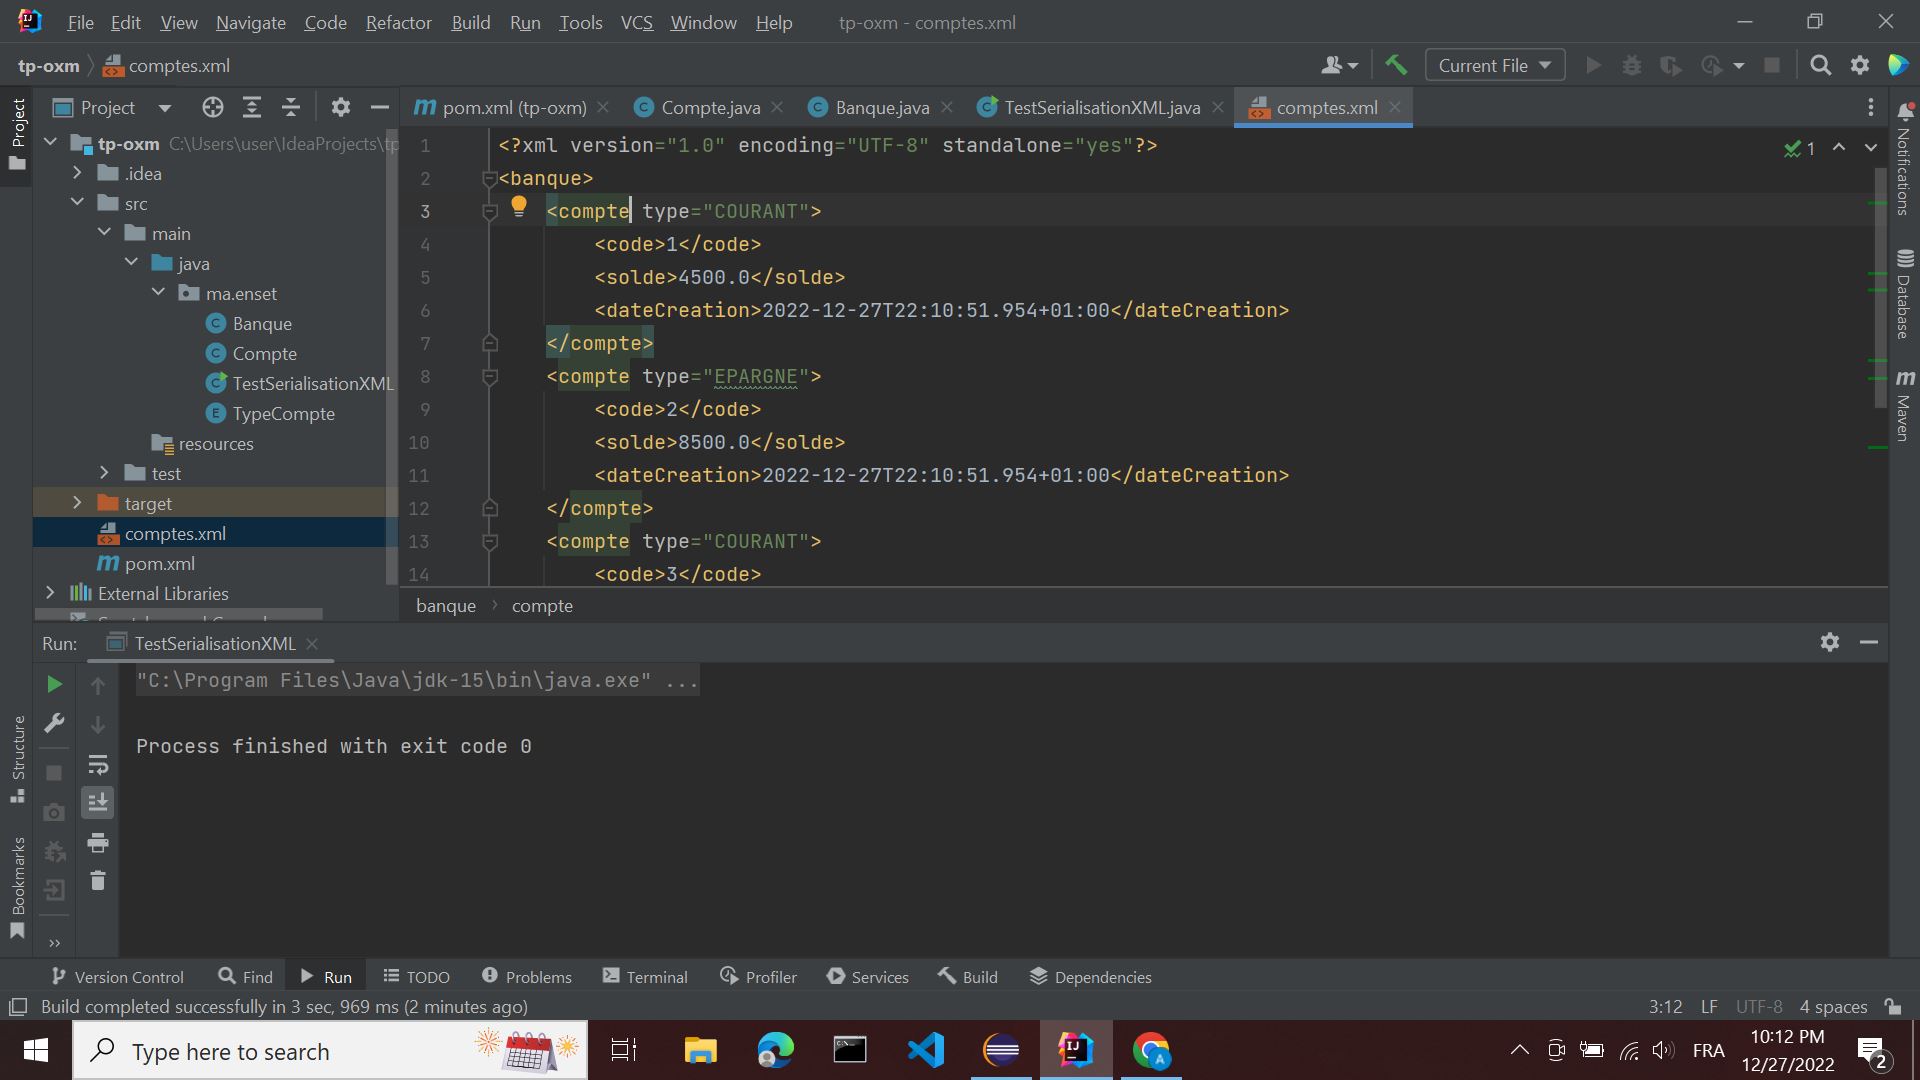 File Edit View Navigate Code Refactor Build Run Tools VCS Window Help tp-oxm - comptes.xml
tp-oxm comptes.xml Current File
Project
Project
pom.xml (tp-oxm) Compte.java Banque.java TestSerialisationXML.java comptes.xml
tp-oxm C:\Users\user\IdeaProjects\tp
.idea
src
main
java
ma.enset
Banque
Compte
TestSerialisationXML
TypeCompte
resources
test
target
comptes.xml
pom.xml
External Libraries
1 <?xml version="1.0" encoding="UTF-8" standalone="yes"?>
2 <banque>
3 <compte type="COURANT">
4 <code>1</code>
5 <solde>4500.0</solde>
6 <dateCreation>2022-12-27T22:10:51.954+01:00</dateCreation>
7 </compte>
8 <compte type="EPARGNE">
9 <code>2</code>
10 <solde>8500.0</solde>
11 <dateCreation>2022-12-27T22:10:51.954+01:00</dateCreation>
12 </compte>
13 <compte type="COURANT">
14 <code>3</code>
1
banque compte
Notifications
Database
m Maven
Run: TestSerialisationXML
"C:\Program Files\Java\jdk-15\bin\java.exe" ...
Process finished with exit code 0
Structure
Bookmarks
Version Control Find Run TODO Problems Terminal Profiler Services Build Dependencies
Build completed successfully in 3 sec, 969 ms (2 minutes ago) 3:12 LF UTF-8 4 spaces
Type here to search
FRA
10:12 PM
12/27/2022
2